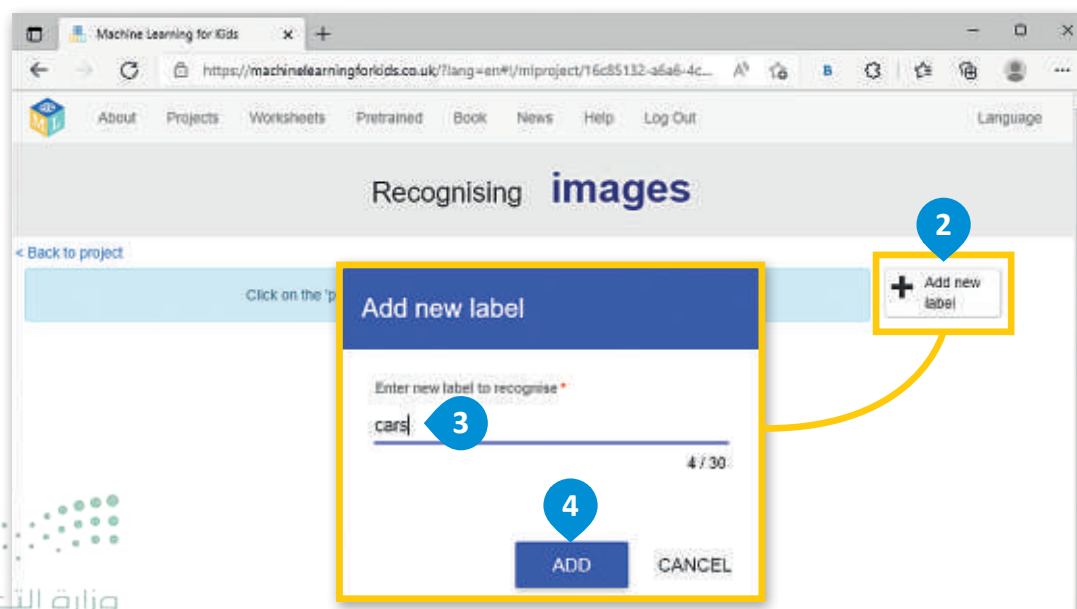 Machine Learning for Kids
https://machinelearningforkids.co.uk/?lang=en#!/mlproject/16c85132-a6a6-4c...
About Projects Worksheets Pretrained Book News Help Log Out Language
Recognising images
2
< Back to project
Click on the 'p
Add new
label
Add new label
Enter new label to recognise *
cars
3
4 / 30
4
ADD CANCEL
وزارة التعـ